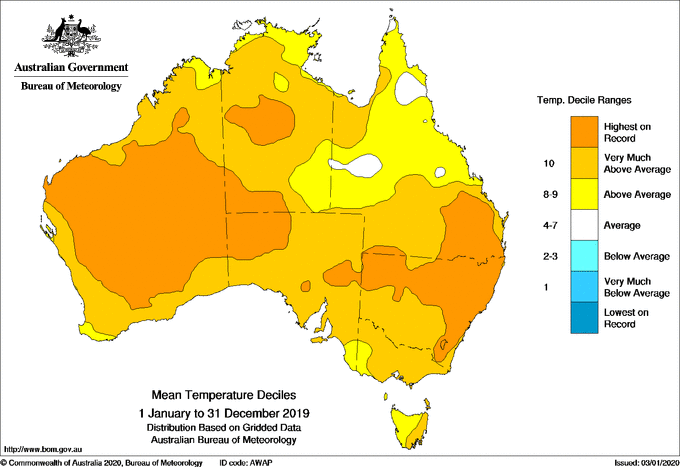 Australian Government
Bureau of Meteorology
Temp. Decile Ranges
Highest on
Record
10
Very Much
Above Average
8-9
Above Average
4-7
Average
2-3
Below Average
1
Very Much
Below Average
Lowest on
Record
Mean Temperature Deciles
1 January to 31 December 2019
Distribution Based on Gridded Data
Australian Bureau of Meteorology
http://www.bom.gov.au
© Commonwealth of Australia 2020, Bureau of Meteorology
ID code: AWAP
Issued: 03/01/2020